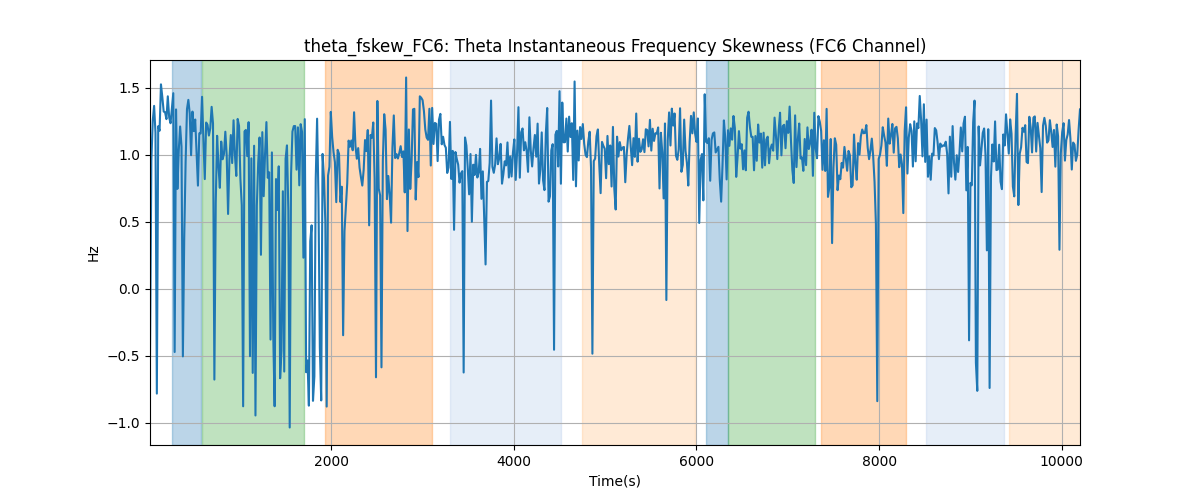 theta_fskew_FC6: Theta Instantaneous Frequency Skewness (FC6 Channel)
1.5
1.0
0.5
0.0
−0.5
−1.0
Hz
2000 4000 6000 8000 10000
Time(s)